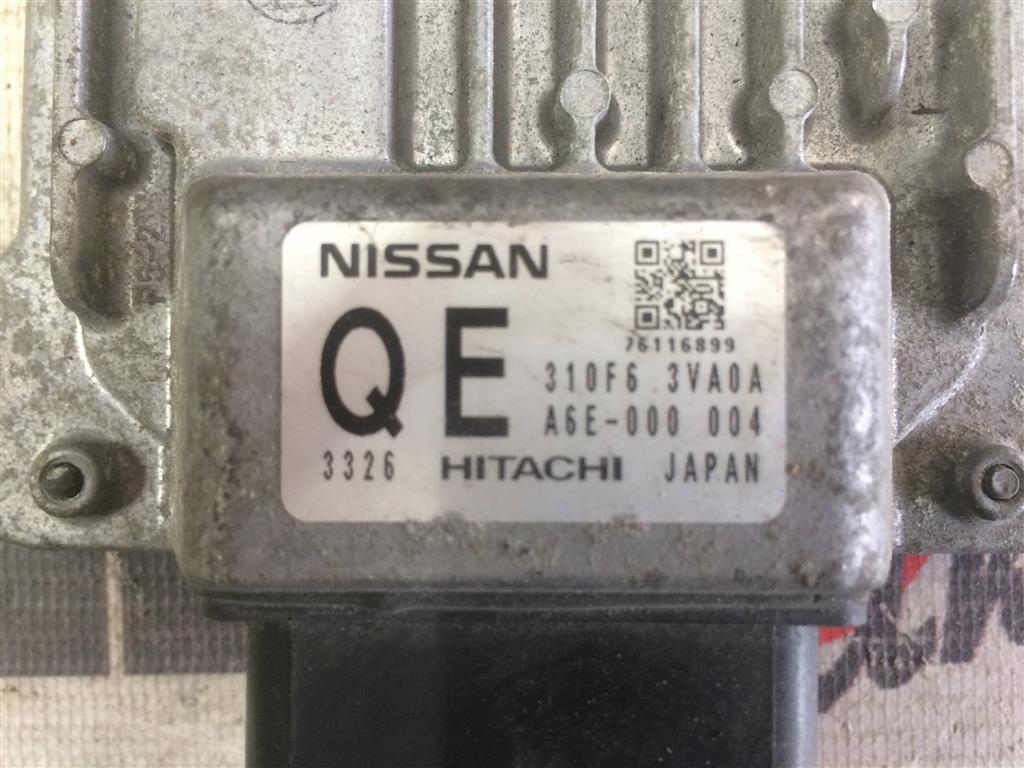 NISSAN
76116899
QE
310F6 3VA0A
A6E-000 004
3326 HITACHI JAPAN